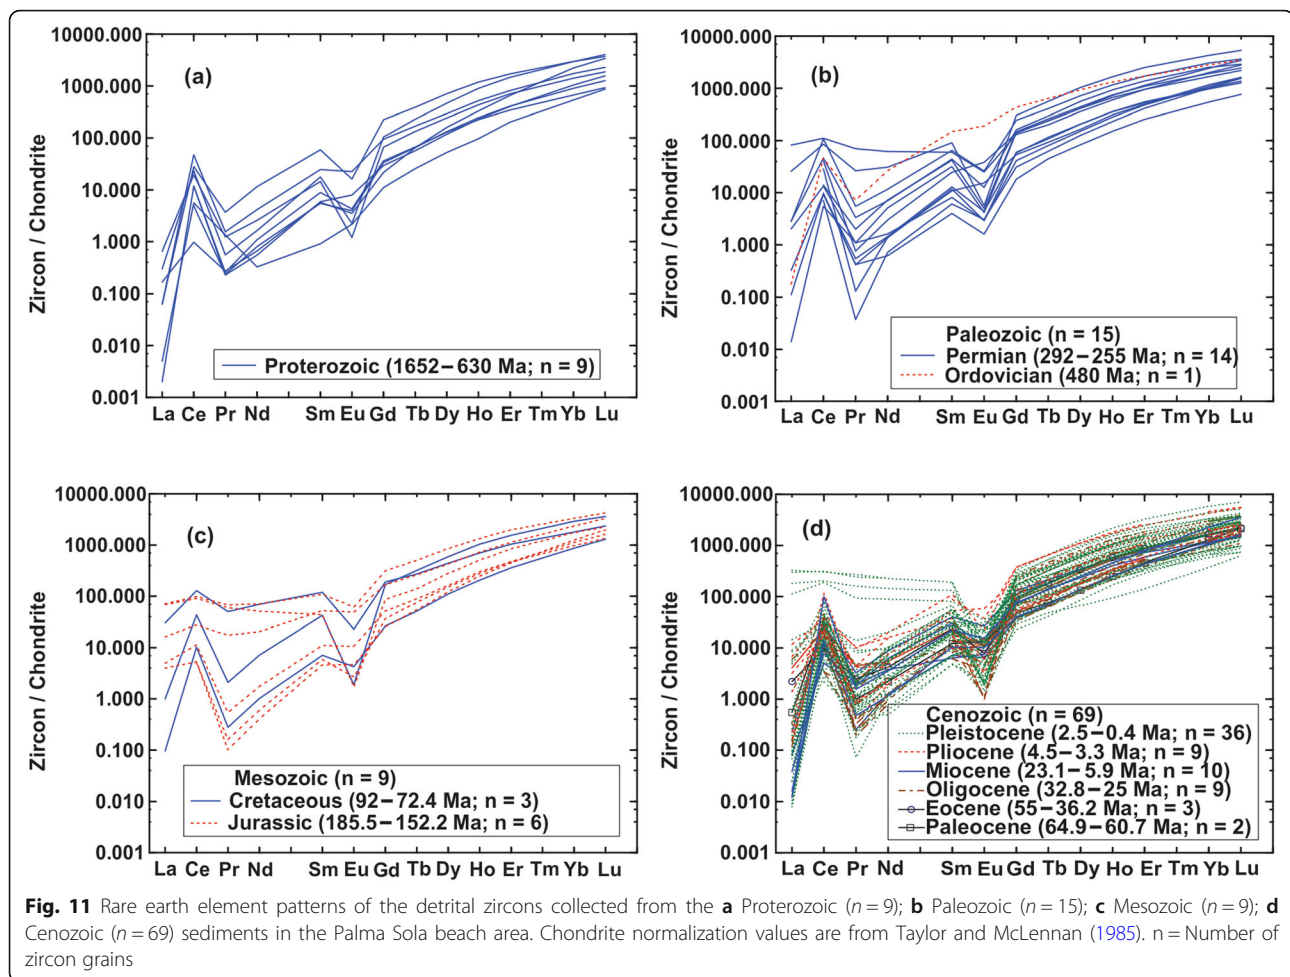 10000.000
1000.000
100.000
10.000
1.000
0.100
0.010
0.001
Zircon / Chondrite
(a)
Proterozoic (1652–630 Ma; n = 9)
La Ce Pr Nd Sm Eu Gd Tb Dy Ho Er Tm Yb Lu
10000.000
1000.000
100.000
10.000
1.000
0.100
0.010
0.001
Zircon / Chondrite
(b)
Paleozoic (n = 15)
Permian (292–255 Ma; n = 14)
Ordovician (480 Ma; n = 1)
La Ce Pr Nd Sm Eu Gd Tb Dy Ho Er Tm Yb Lu
10000.000
1000.000
100.000
10.000
1.000
0.100
0.010
0.001
Zircon / Chondrite
(c)
Mesozoic (n = 9)
Cretaceous (92–72.4 Ma; n = 3)
Jurassic (185.5–152.2 Ma; n = 6)
La Ce Pr Nd Sm Eu Gd Tb Dy Ho Er Tm Yb Lu
10000.000
1000.000
100.000
10.000
1.000
0.100
0.010
0.001
Zircon / Chondrite
(d)
Cenozoic (n = 69)
Pleistocene (2.5–0.4 Ma; n = 36)
Pliocene (4.5–3.3 Ma; n = 9)
Miocene (23.1–5.9 Ma; n = 10)
Oligocene (32.8–25 Ma; n = 9)
Eocene (55–36.2 Ma; n = 3)
Paleocene (64.9–60.7 Ma; n = 2)
La Ce Pr Nd Sm Eu Gd Tb Dy Ho Er Tm Yb Lu
Fig. 11 Rare earth element patterns of the detrital zircons collected from the a Proterozoic (n = 9); b Paleozoic (n = 15); c Mesozoic (n = 9); d
Cenozoic (n = 69) sediments in the Palma Sola beach area. Chondrite normalization values are from Taylor and McLennan (1985). n = Number of
zircon grains